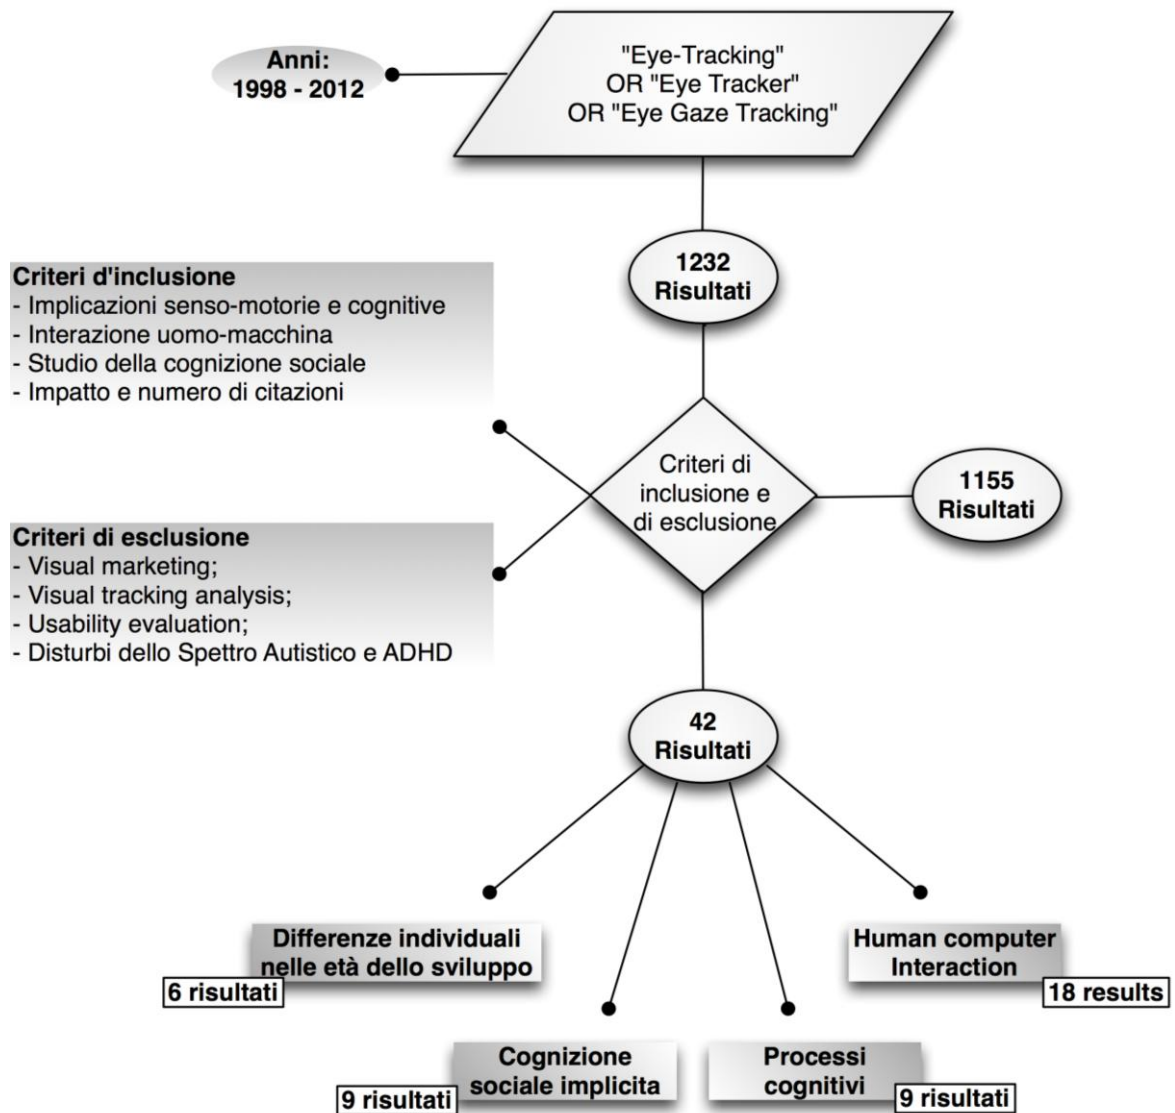 Anni:
1998 - 2012
"Eye-Tracking"
OR "Eye Tracker"
OR "Eye Gaze Tracking"
1232
Risultati
Criteri d'inclusione
- Implicazioni senso-motorie e cognitive
- Interazione uomo-macchina
- Studio della cognizione sociale
- Impatto e numero di citazioni
Criteri di
inclusione e
di esclusione
1155
Risultati
Criteri di esclusione
- Visual marketing;
- Visual tracking analysis;
- Usability evaluation;
- Disturbi dello Spettro Autistico e ADHD
42
Risultati
Differenze individuali
nelle età dello sviluppo
6 risultati
Human computer
Interaction
18 results
Cognizione
sociale implicita
9 risultati
Processi
cognitivi
9 risultati